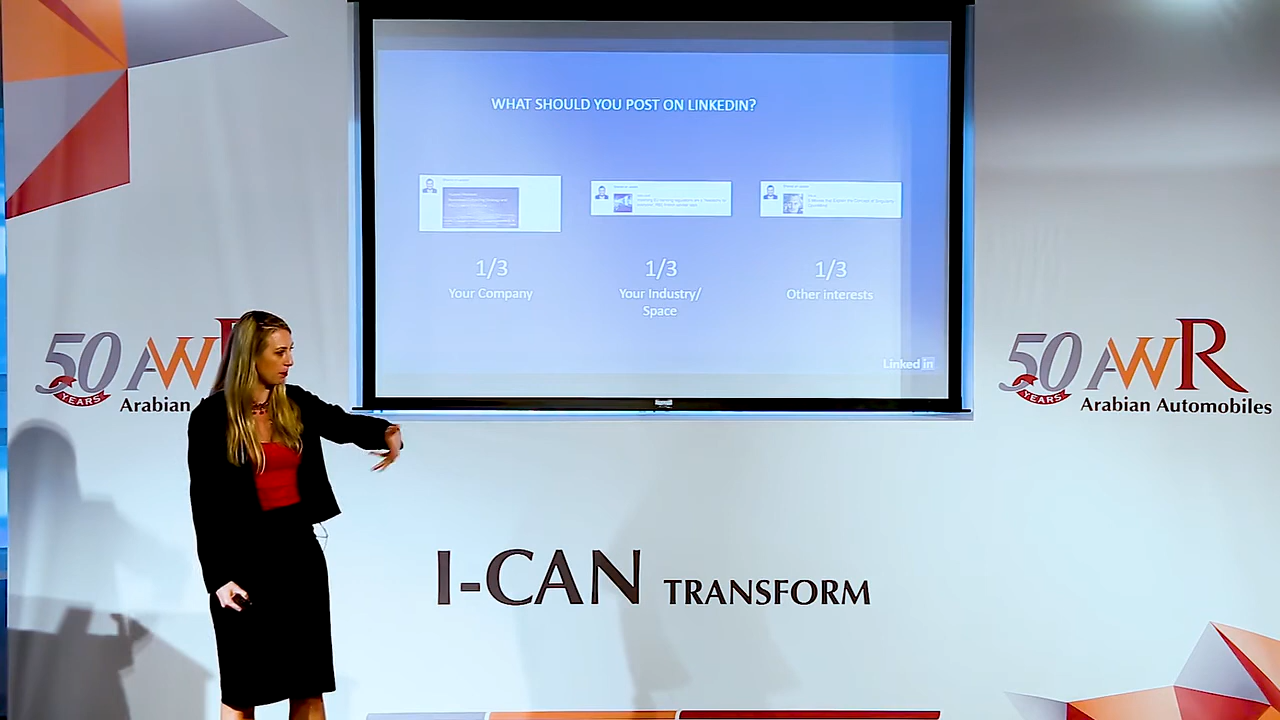 WHAT SHOULD YOU POST ON LINKEDIN?
1/3
Your Company
1/3
Your Industry/
Space
1/3
Other interests
Linked in
50 AW
YEARS
Arabian
50 AWR
YEARS
Arabian Automobiles
I-CAN TRANSFORM